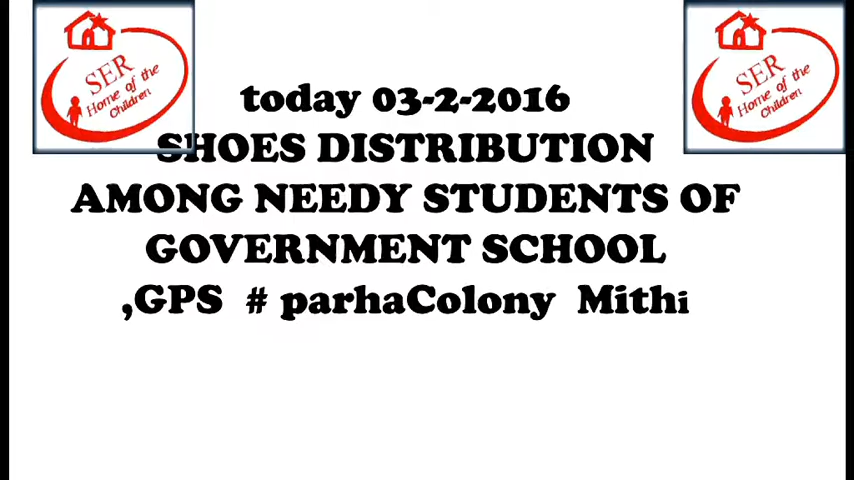 SER
Home of the
Children
SER
Home of the
Children
today 03-2-2016
SHOES DISTRIBUTION
AMONG NEEDY STUDENTS OF
GOVERNMENT SCHOOL
,GPS # parhaColony Mithi